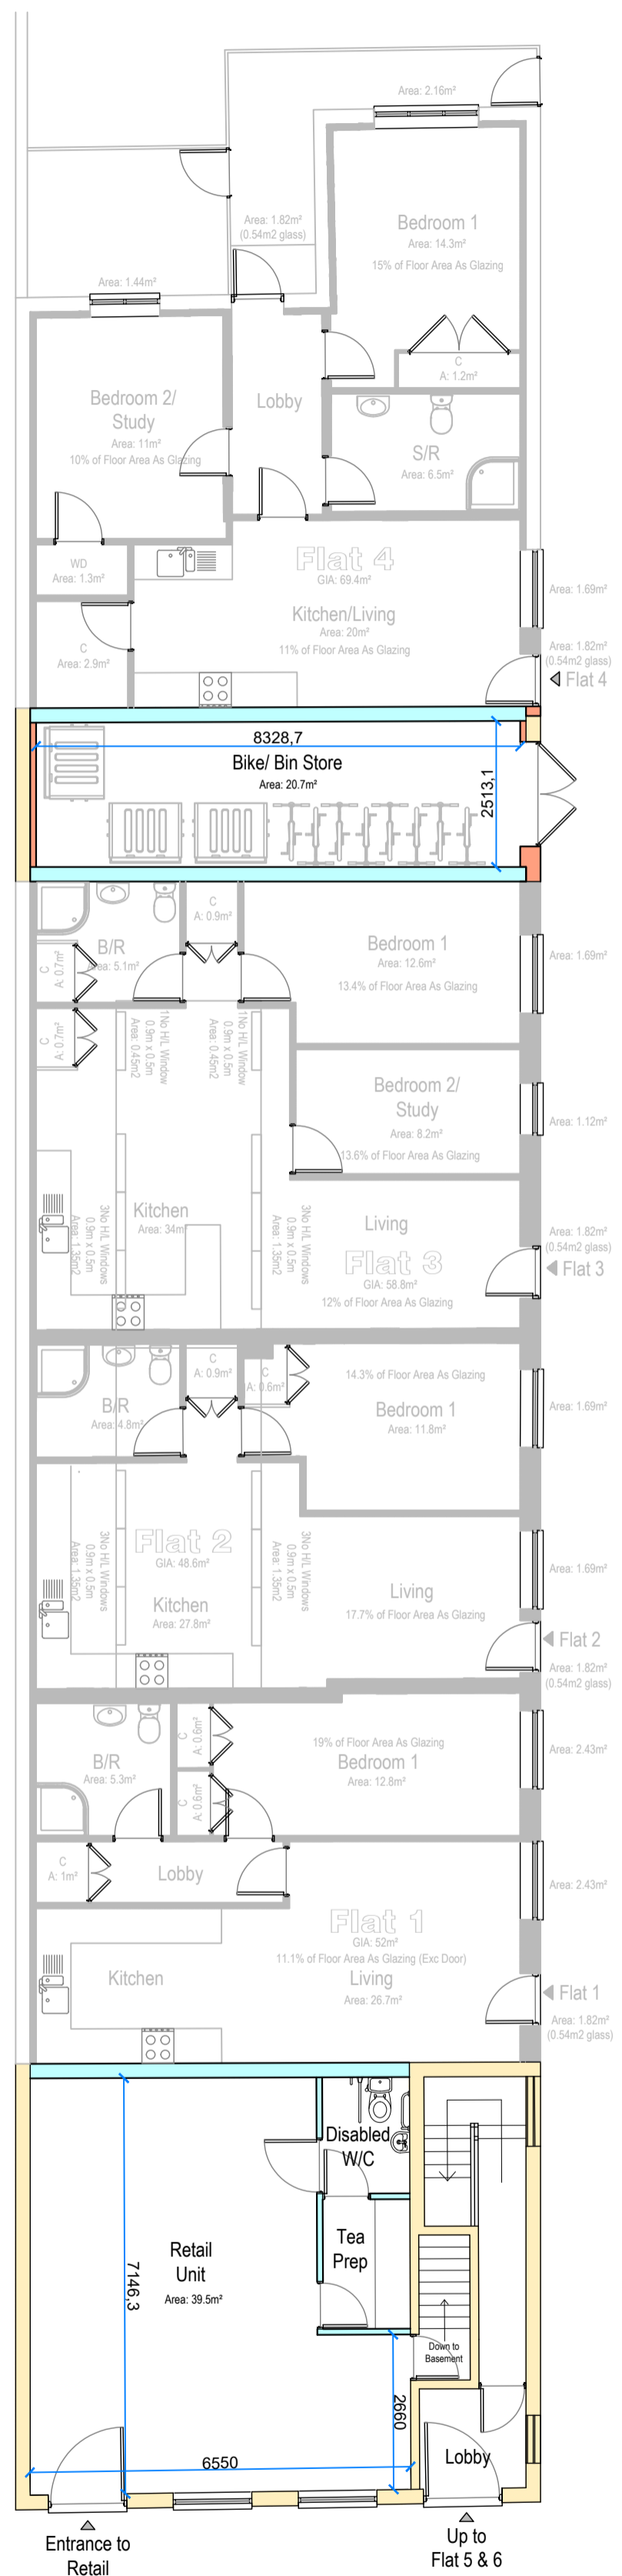 Area: 2.16m²
Area: 1.82m²
(0.54m2 glass)
Bedroom 1
Area: 14.3m²
15% of Floor Area As Glazing
Area: 1.44m²
C
A: 1.2m²
Bedroom 2/
Study
Area: 11m²
10% of Floor Area As Glazing
Lobby
S/R
Area: 6.5m²
WD
Area: 1.3m²
Flat 4
GIA: 69.4m²
Kitchen/Living
Area: 20m²
11% of Floor Area As Glazing
Area: 1.69m²
C
Area: 2.9m²
Area: 1.82m²
(0.54m2 glass)
Flat 4
8328,7
Bike/ Bin Store
Area: 20.7m²
2513,1
C
A: 0.9m²
B/R
Area: 5.1m²
C
A: 0.7m²
Bedroom 1
Area: 12.6m²
13.4% of Floor Area As Glazing
Area: 1.69m²
C
A: 0.7m²
1No H/L Window
0.9m x 0.5m
Area: 0.45m2
1No H/L Window
0.9m x 0.5m
Area: 0.45m2
Bedroom 2/
Study
Area: 8.2m²
13.6% of Floor Area As Glazing
Area: 1.12m²
3No H/L Windows
0.9m x 0.5m
Area: 1.35m2
Kitchen
Area: 34m²
3No H/L Windows
0.9m x 0.5m
Area: 1.35m2
Living
Flat 3
GIA: 58.8m²
12% of Floor Area As Glazing
Area: 1.82m²
(0.54m2 glass)
Flat 3
C
A: 0.9m²
C
A: 0.6m²
B/R
Area: 4.8m²
14.3% of Floor Area As Glazing
Bedroom 1
Area: 11.8m²
Area: 1.69m²
3No H/L Windows
0.9m x 0.5m
Area: 1.35m2
Flat 2
GIA: 48.6m²
Kitchen
Area: 27.8m²
3No H/L Windows
0.9m x 0.5m
Area: 1.35m2
Living
17.7% of Floor Area As Glazing
Area: 1.69m²
Flat 2
Area: 1.82m²
(0.54m2 glass)
B/R
Area: 5.3m²
C
A: 0.6m²
C
A: 0.6m²
19% of Floor Area As Glazing
Bedroom 1
Area: 12.8m²
Area: 2.43m²
C
A: 1m²
Lobby
Area: 2.43m²
Flat 1
GIA: 52m²
11.1% of Floor Area As Glazing (Exc Door)
Kitchen
Living
Area: 26.7m²
Flat 1
Area: 1.82m²
(0.54m2 glass)
Disabled
W/C
Tea
Prep
Retail
Unit
Area: 39.5m²
7146,3
Down to
Basement
2660
6550
Lobby
Entrance to
Retail
Up to
Flat 5 & 6